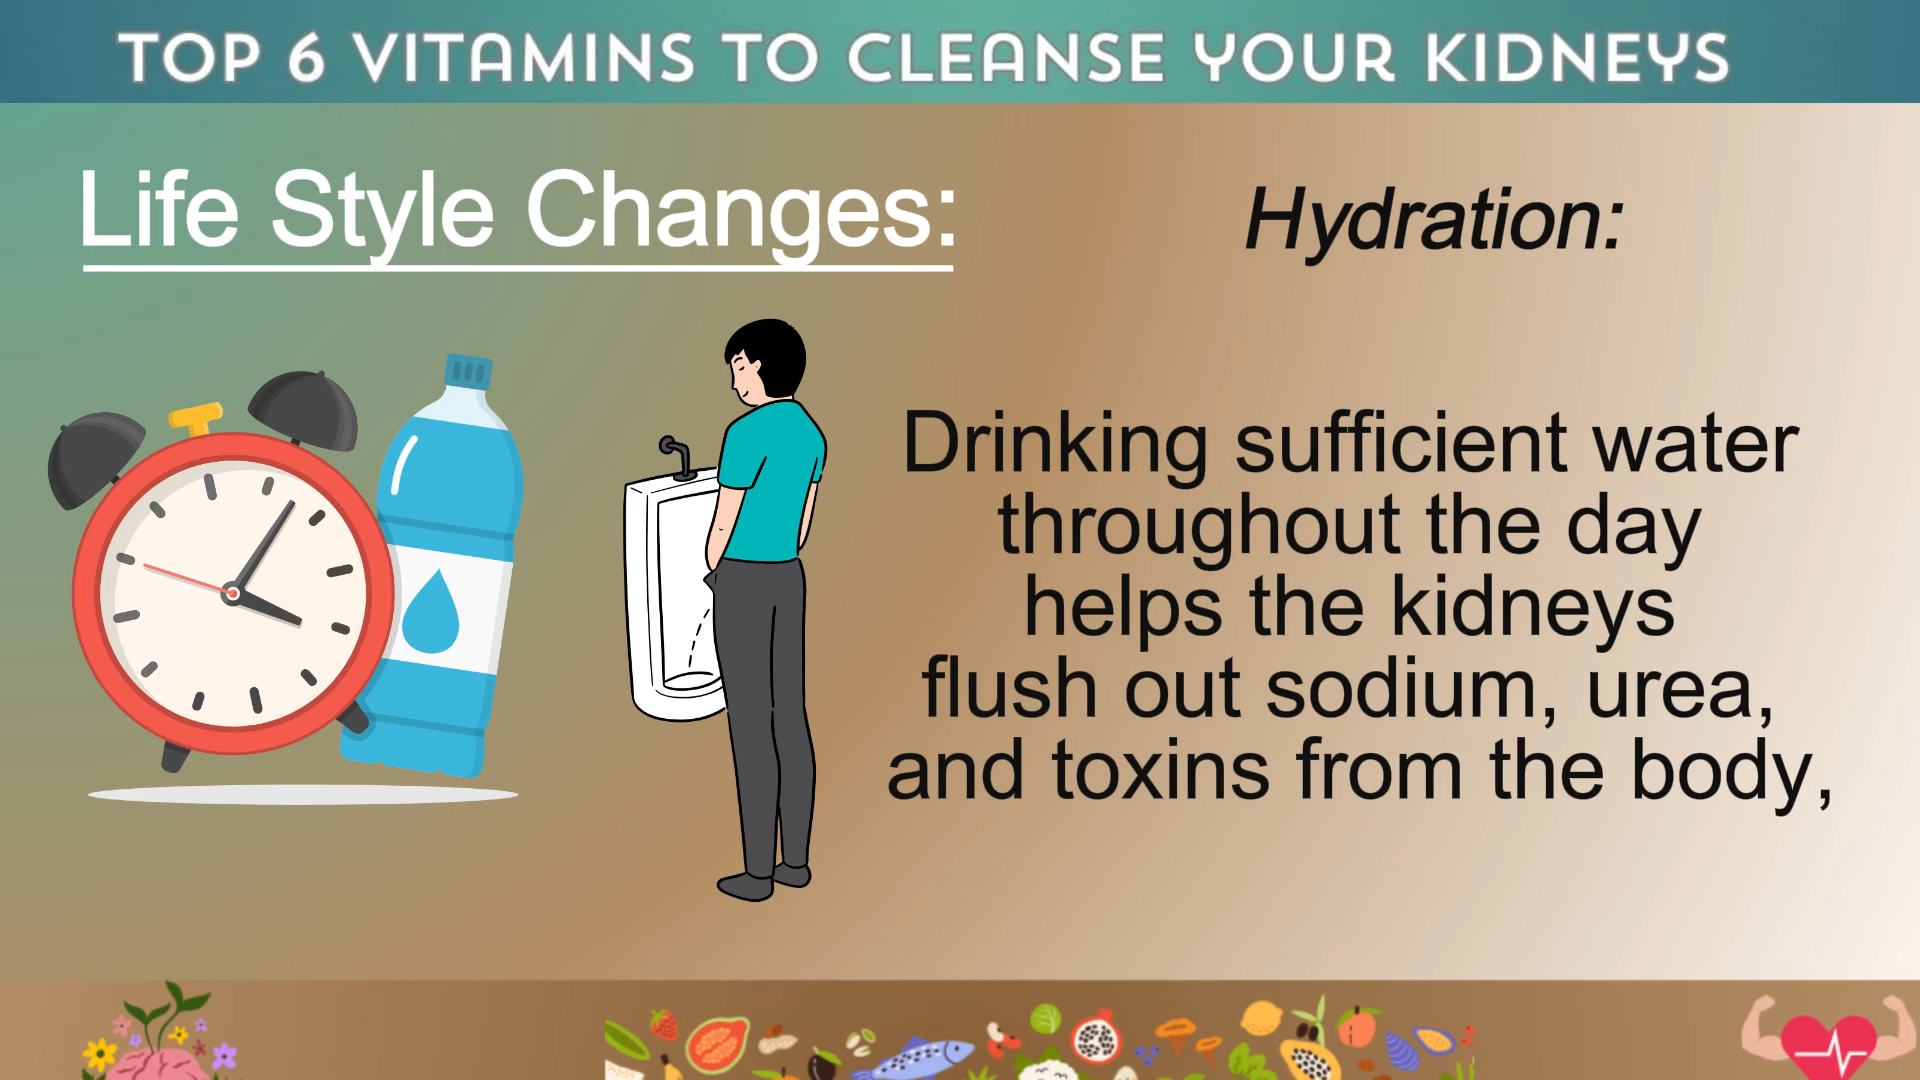 TOP 6 VITAMINS TO CLEANSE YOUR KIDNEYS
Life Style Changes:
Hydration:
Drinking sufficient water
throughout the day
helps the kidneys
flush out sodium, urea,
and toxins from the body,